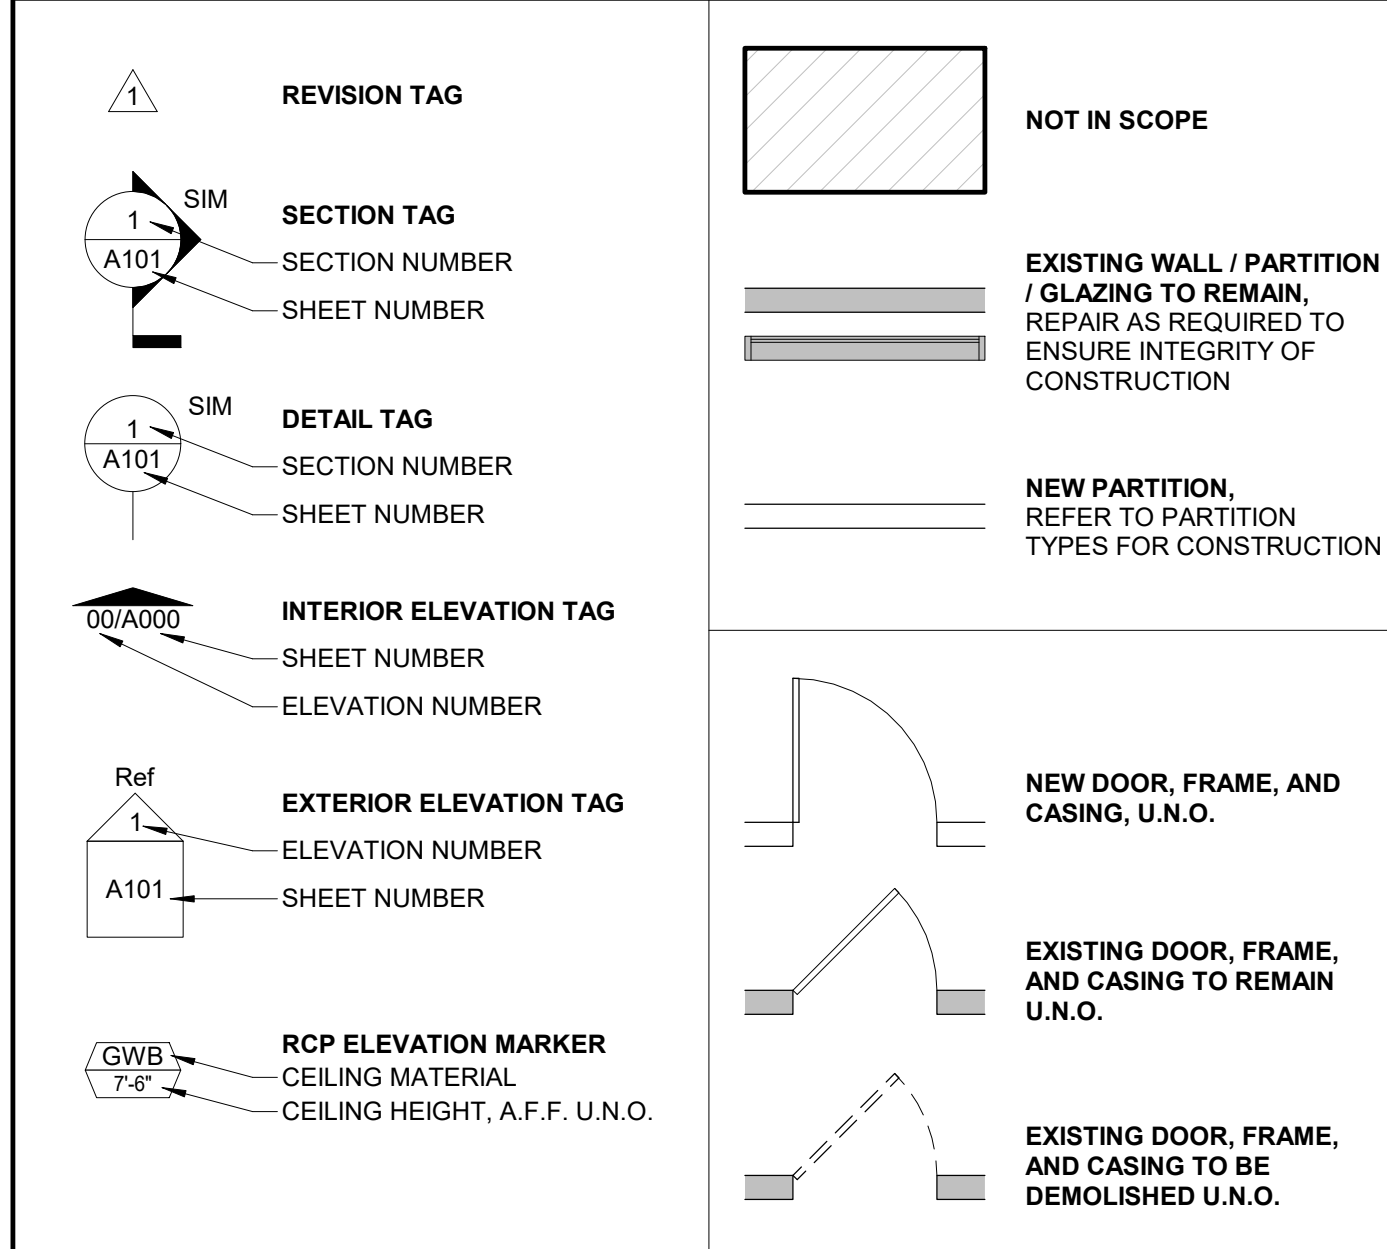 1
REVISION TAG
SIM
1
A101
SECTION TAG
SECTION NUMBER
SHEET NUMBER
SIM
1
A101
DETAIL TAG
SECTION NUMBER
SHEET NUMBER
00/A000
INTERIOR ELEVATION TAG
SHEET NUMBER
ELEVATION NUMBER
Ref
1
A101
EXTERIOR ELEVATION TAG
ELEVATION NUMBER
SHEET NUMBER
GWB
7'-6"
RCP ELEVATION MARKER
CEILING MATERIAL
CEILING HEIGHT, A.F.F. U.N.O.
NOT IN SCOPE
EXISTING WALL / PARTITION
/ GLAZING TO REMAIN,
REPAIR AS REQUIRED TO
ENSURE INTEGRITY OF
CONSTRUCTION
NEW PARTITION,
REFER TO PARTITION
TYPES FOR CONSTRUCTION
NEW DOOR, FRAME, AND
CASING, U.N.O.
EXISTING DOOR, FRAME,
AND CASING TO REMAIN
U.N.O.
EXISTING DOOR, FRAME,
AND CASING TO BE
DEMOLISHED U.N.O.